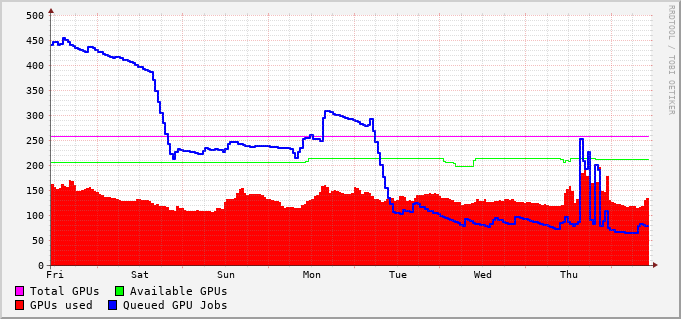 500
450
400
350
300
250
200
150
100
50
0
Fri Sat Sun Mon Tue Wed Thu
Total GPUs Available GPUs
GPUs used Queued GPU Jobs
RRDTOOL / TOBI OETIKER